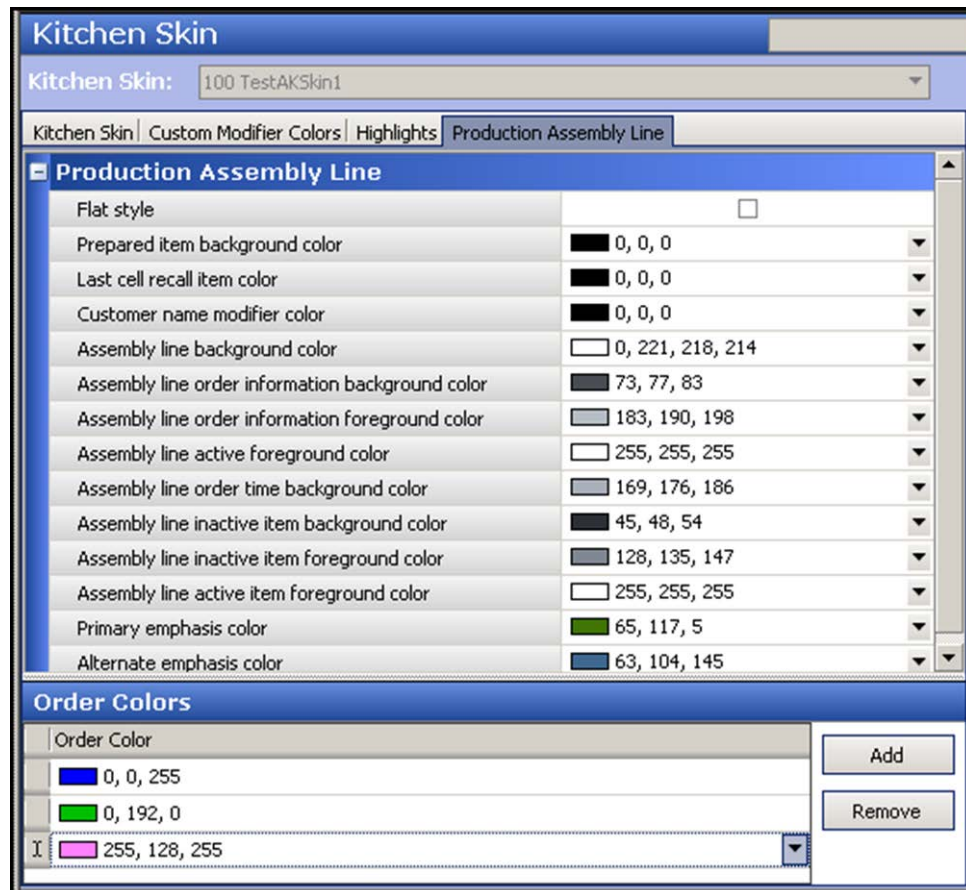 Kitchen Skin
Kitchen Skin: 100 TestAKSkin1
Kitchen Skin Custom Modifier Colors Highlights Production Assembly Line
Production Assembly Line
Flat style
Prepared item background color 0, 0, 0
Last cell recall item color 0, 0, 0
Customer name modifier color 0, 0, 0
Assembly line background color 0, 221, 218, 214
Assembly line order information background color 73, 77, 83
Assembly line order information foreground color 183, 190, 198
Assembly line active foreground color 255, 255, 255
Assembly line order time background color 169, 176, 186
Assembly line inactive item background color 45, 48, 54
Assembly line inactive item foreground color 128, 135, 147
Assembly line active item foreground color 255, 255, 255
Primary emphasis color 65, 117, 5
Alternate emphasis color 63, 104, 145
Order Colors
Order Color
Add
0, 0, 255
0, 192, 0
Remove
255, 128, 255